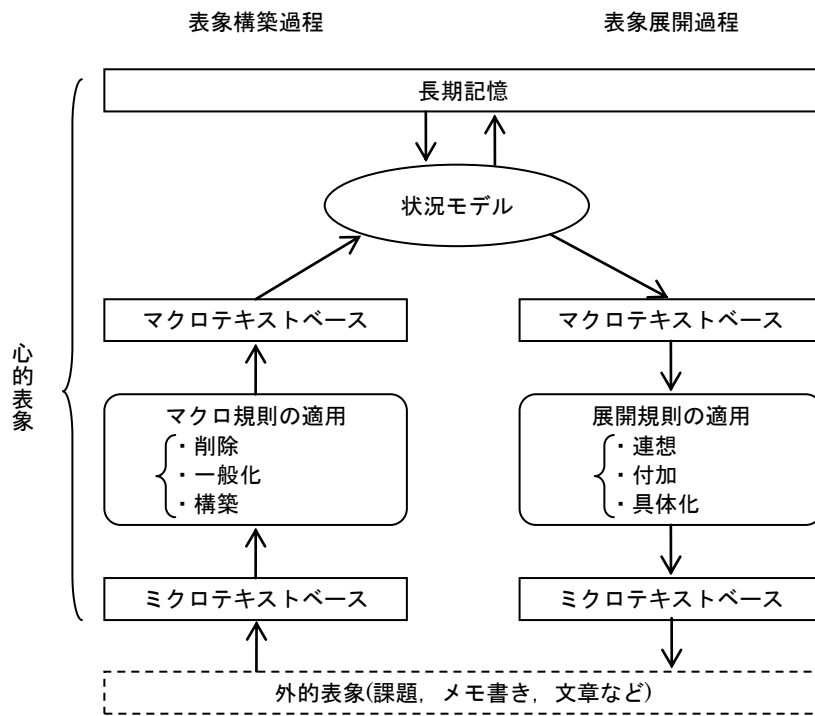 表象構築過程
表象展開過程
長期記憶
状況モデル
マクロテキストベース
マクロテキストベース
心的表象
マクロ規則の適用
・削除
・一般化
・構築
展開規則の適用
・連想
・付加
・具体化
ミクロテキストベース
ミクロテキストベース
外的表象(課題，メモ書き，文章など)